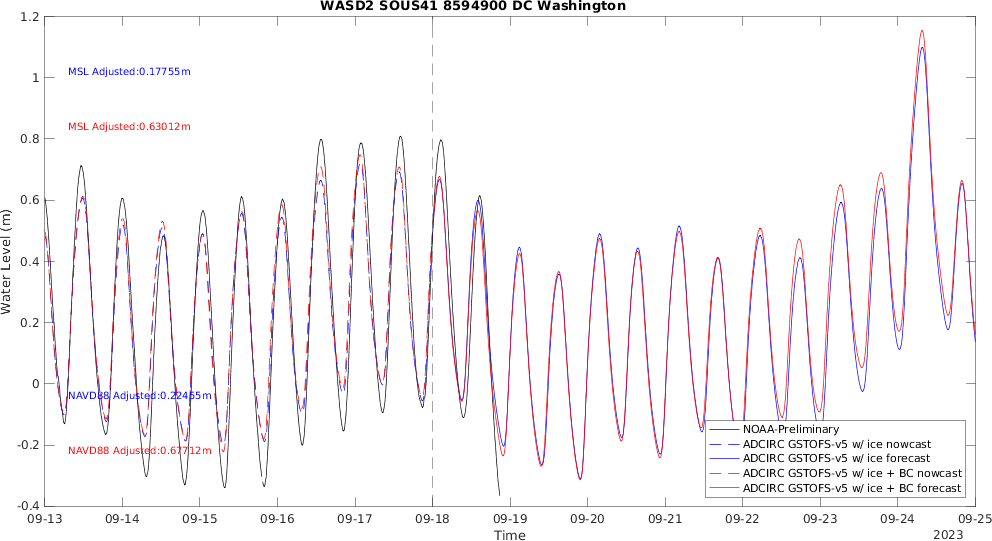 WASD2 SOUS41 8594900 DC Washington
1.2
1
0.8
0.6
0.4
0.2
0
-0.2
-0.4
Water Level (m)
MSL Adjusted:0.17755m
MSL Adjusted:0.63012m
NAVD88 Adjusted:0.22455m
NAVD88 Adjusted:0.67712m
NOAA-Preliminary
ADCIRC GSTOFS-v5 w/ ice nowcast
ADCIRC GSTOFS-v5 w/ ice forecast
ADCIRC GSTOFS-v5 w/ ice + BC nowcast
ADCIRC GSTOFS-v5 w/ ice + BC forecast
09-13 09-14 09-15 09-16 09-17 09-18 09-19 09-20 09-21 09-22 09-23 09-24 09-25
Time
2023